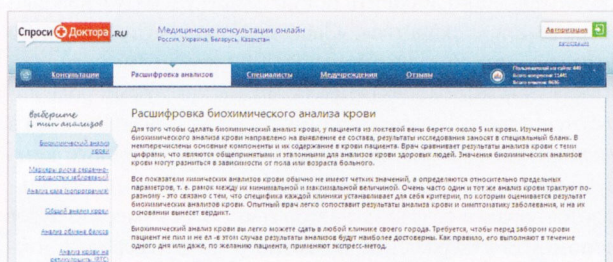 Спроси Доктора .RU
Медицинские консультации онлайн
Россия, Украина, Беларусь, Казахстан
Авторизация
Консультации Расшифровка анализов Специалисты Медучреждения Отзывы
Выберите
тип анализов
Расшифровка биохимического анализа крови
Биохимический анализ
крови
Для того чтобы сделать биохимический анализ крови, у пациента из локтевой вены берется около 5 мл крови. Изучение
биохимического анализа крови направлено на выявление ее состава, результаты исследования заносят в специальный бланк. В
неперечислены основные компоненты и их содержание в крови пациента. Врач сравнивает результаты анализа крови с теми
цифрами, что являются общепринятыми и эталонными для анализов крови здоровых людей. Значения биохимических анализов
крови могут разниться в зависимости от пола или возраста больного.
Все показатели химических анализов крови обычно не имеют четких значений, а определяются относительно предельных
параметров, т. е. рамок между их минимальной и максимальной величиной. Очень часто один и тот же анализ крови трактуют по-
разному - это связано с тем, что специфика каждой клиники устанавливает для себя критерии, по которым оценивается результат
биохимических анализов крови. Опытный врач легко сопоставит результаты анализа крови и симптоматику заболевания, и на их
основании вынесет вердикт.
Общий анализ крови
Биохимический анализ крови вы легко можете сдать в любой клинике своего города. Требуется, чтобы перед забором крови
пациент не пил и не ел -в этом случае результаты анализов будут наиболее достоверны. Как правило, его выполняют в течение
одного дня или даже, по желанию пациента, применяют экспресс-метод.